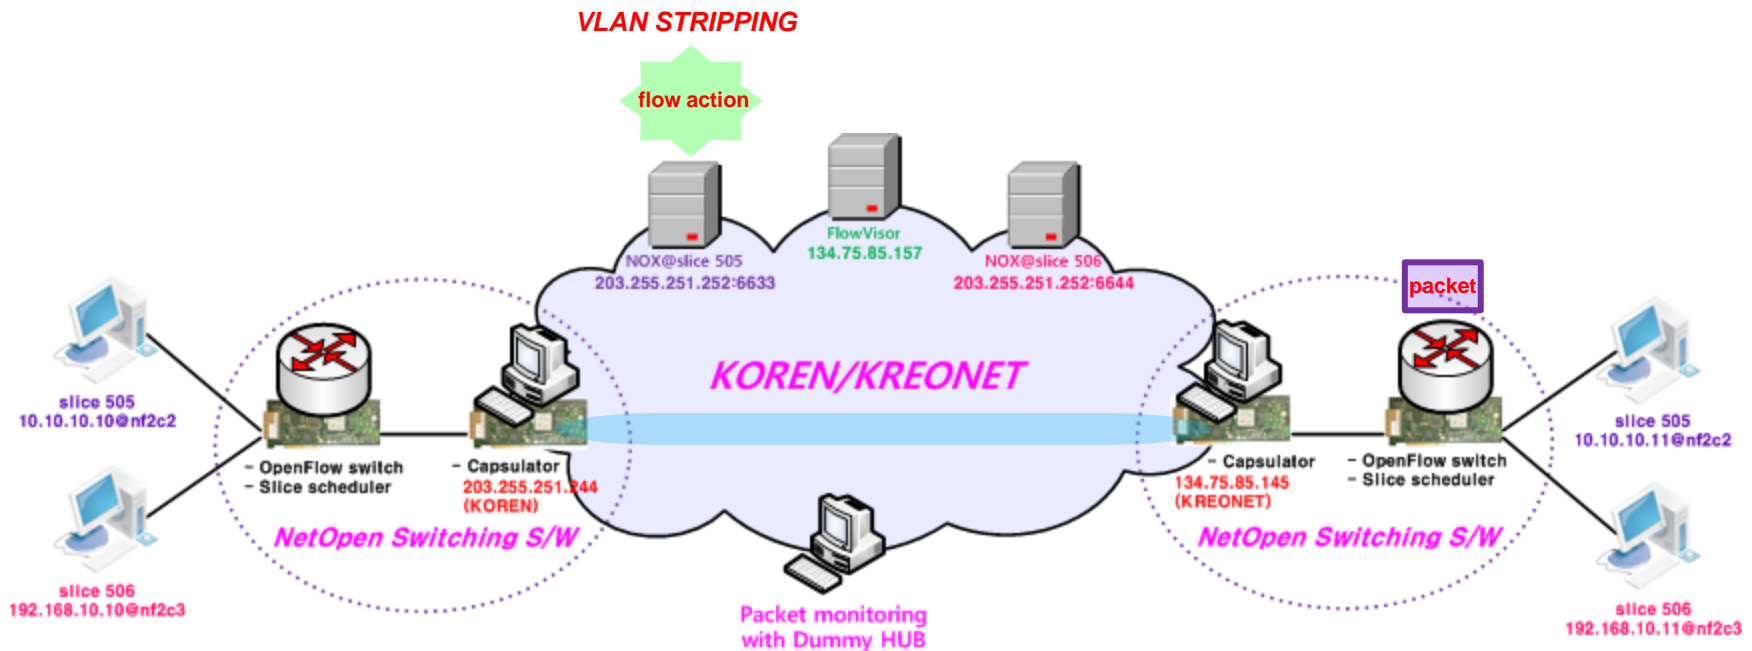 VLAN STRIPPING
flow action
FlowVisor
134.75.85.157
NOX@slice 505
203.255.251.252:6633
NOX@slice 506
203.255.251.252:6644
packet
KOREN/KREONET
slice 505
10.10.10.10@nf2c2
slice 506
192.168.10.10@nf2c3
- OpenFlow switch
- Slice scheduler
- Capsulator
203.255.251.244
(KOREN)
NetOpen Switching S/W
Packet monitoring
with Dummy HUB
- Capsulator
134.75.85.145
(KREONET)
- OpenFlow switch
- Slice scheduler
NetOpen Switching S/W
slice 505
10.10.10.11@nf2c2
slice 506
192.168.10.11@nf2c3